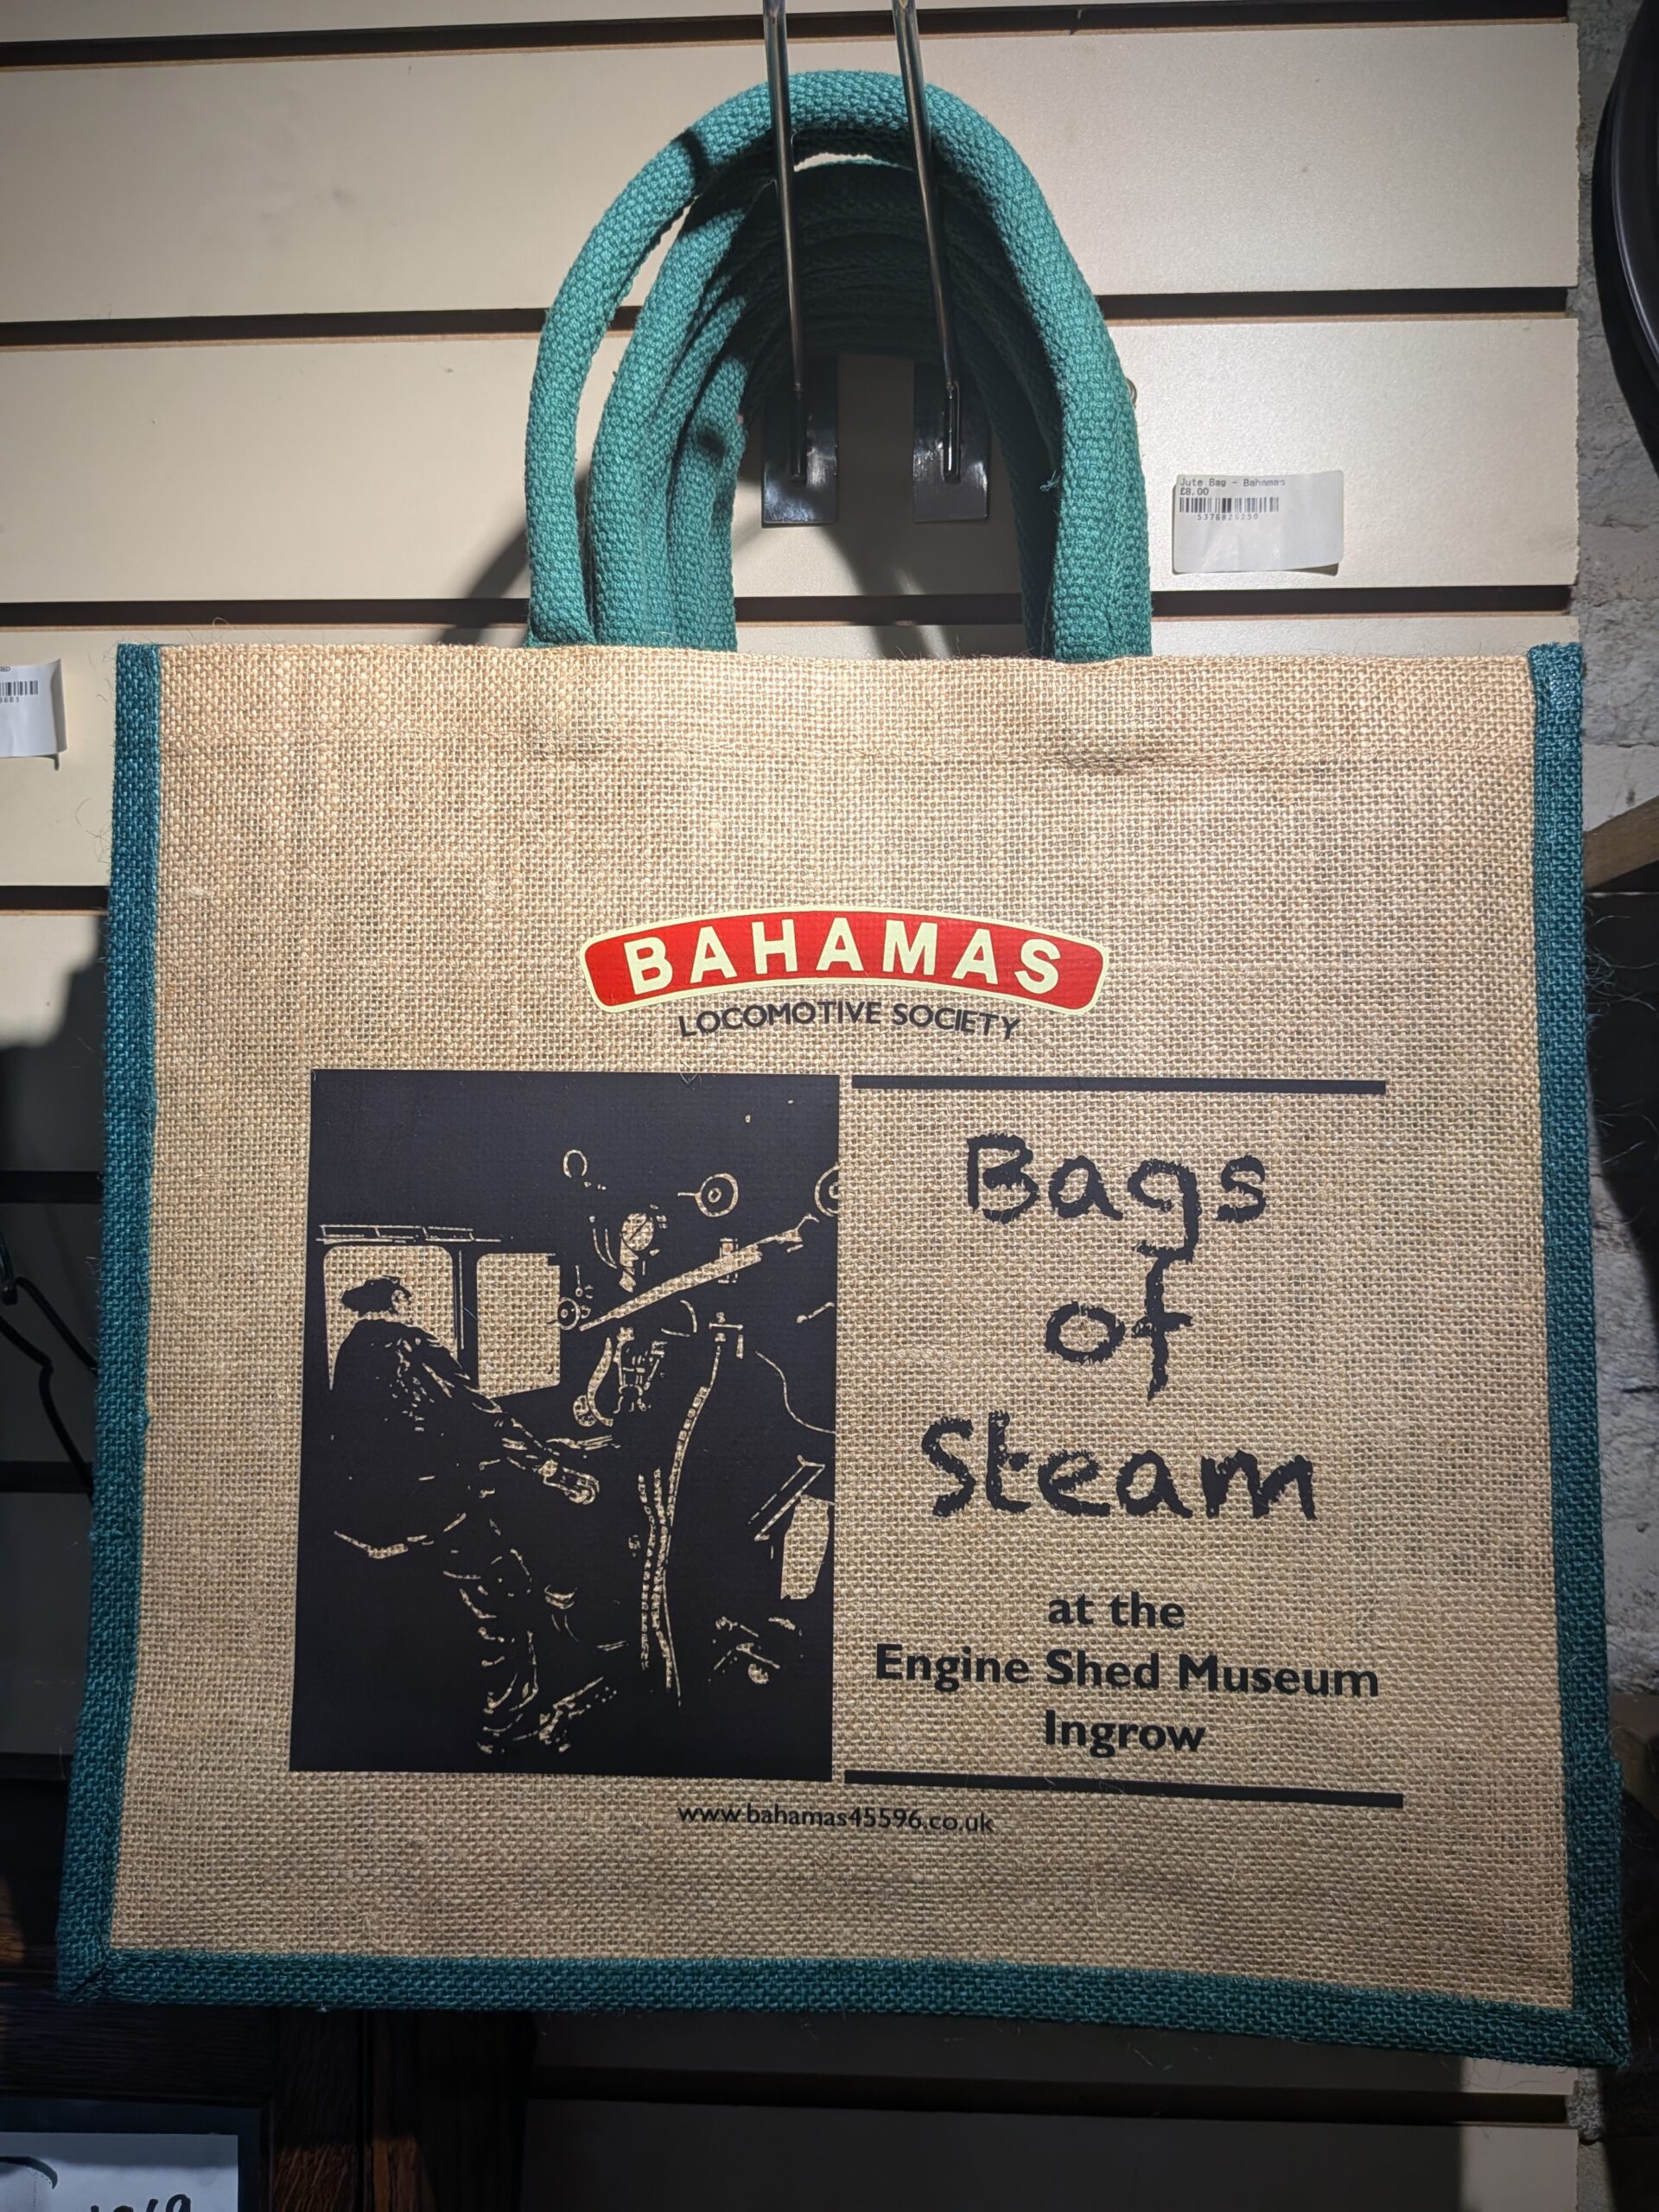 Jute Bag - Bahamas
£8.00
5376825250
BAHAMAS
LOCOMOTIVE SOCIETY
Bags
of
Steam
at the
Engine Shed Museum
Ingrow
www.bahamas45596.co.uk